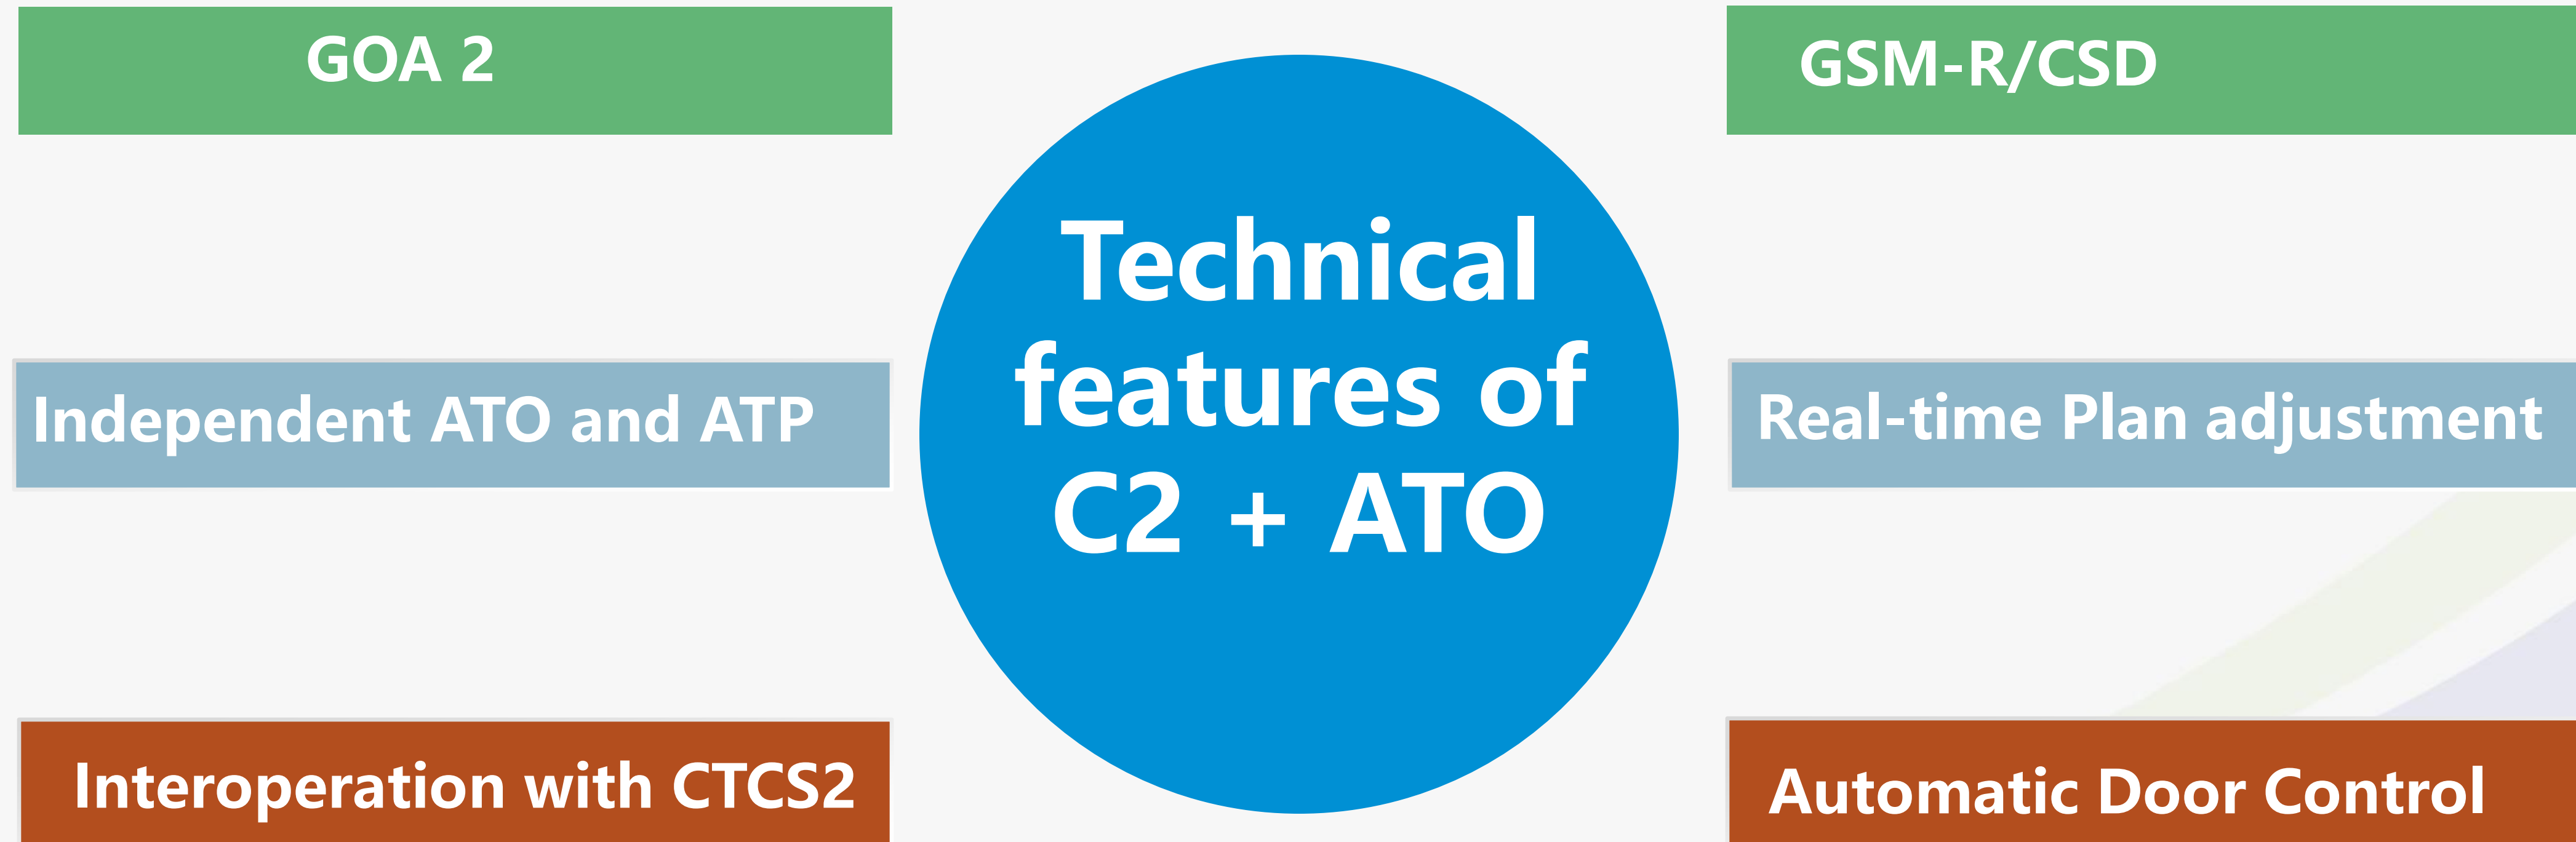 GOA 2
GSM-R/CSD
Technical
features of
C2 + ATO
Independent ATO and ATP
Real-time Plan adjustment
Interoperation with CTCS2
Automatic Door Control